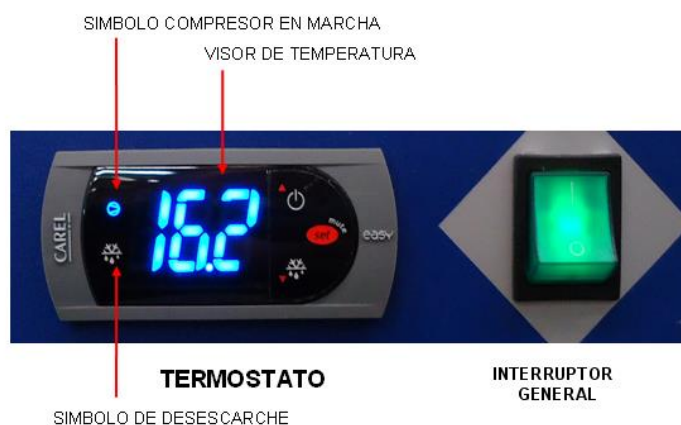 SIMBOLO COMPRESOR EN MARCHA
VISOR DE TEMPERATURA
CAREL
16.2
mute
set
easy
TERMOSTATO
INTERRUPTOR
GENERAL
SIMBOLO DE DESESCARCHE